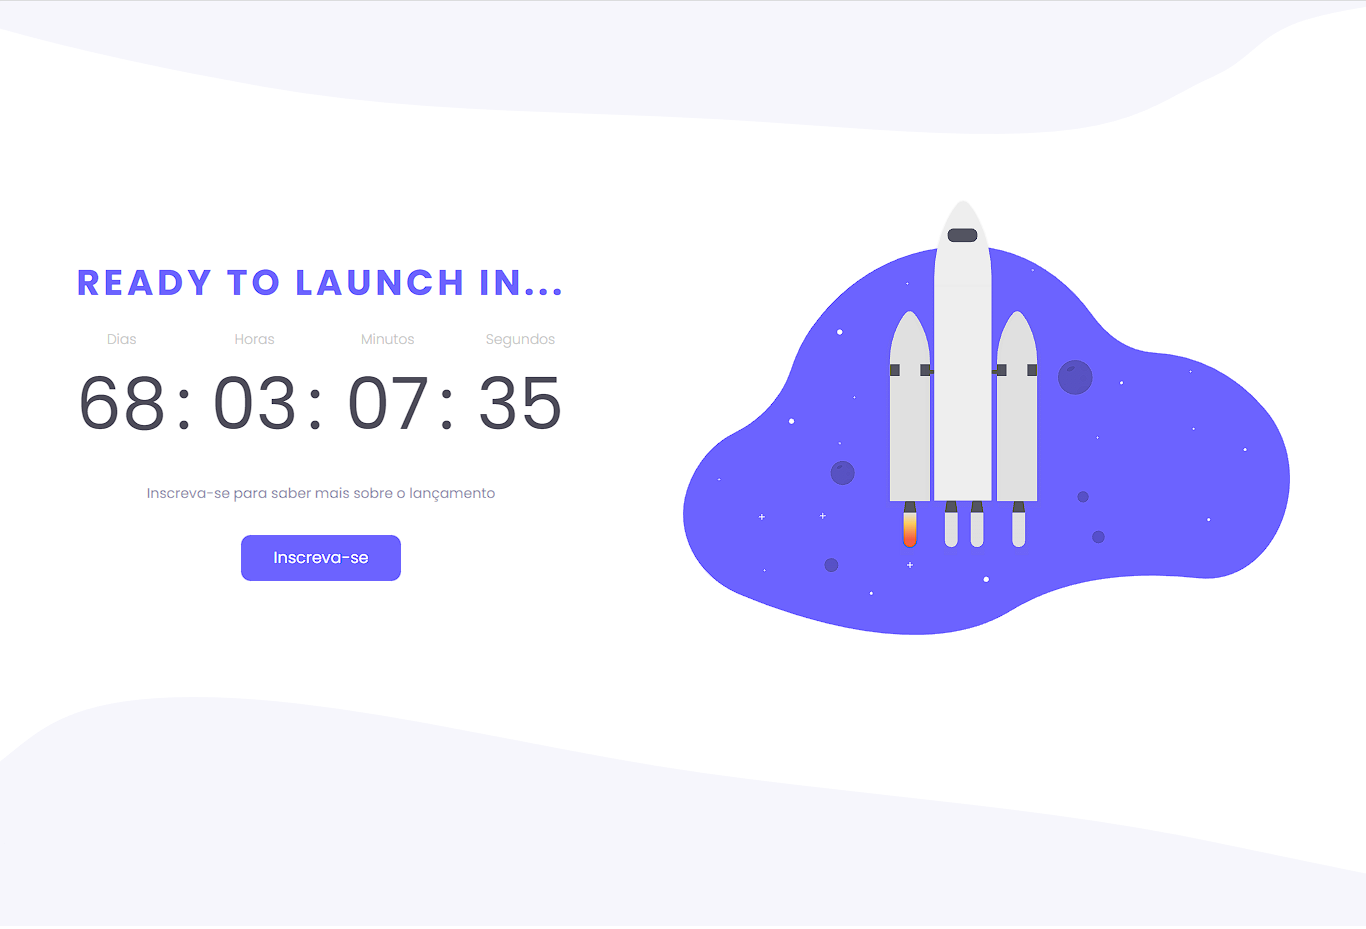 READY TO LAUNCH IN...
Dias Horas Minutos Segundos
68 : 03 : 07 : 35
Inscreva-se para saber mais sobre o lançamento
Inscreva-se